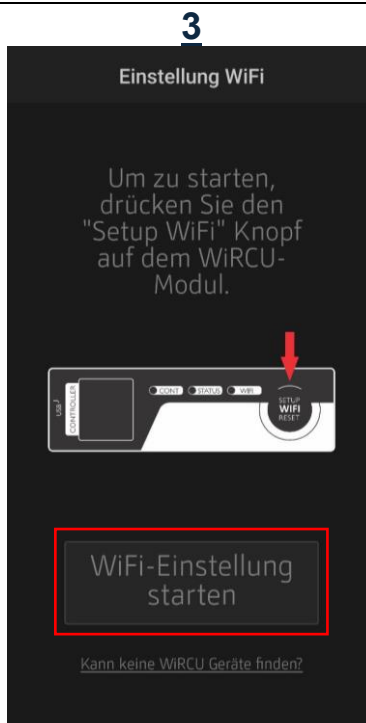 3
Einstellung WiFi
Um zu starten,
drücken Sie den
"Setup WiFi" Knopf
auf dem WiRCU-
Modul.
USB
CONTROLLER
CONT
STATUS
WIFI
SETUP
WIFI
RESET
WiFi-Einstellung
starten
Kann keine WiRCU Geräte finden?